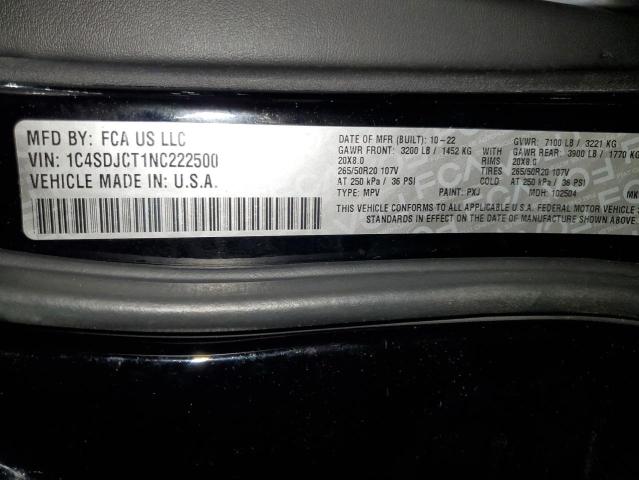 MFD BY: FCA US LLC
VIN: 1C4SDJCT1NC222500
VEHICLE MADE IN: U.S.A.
DATE OF MFR (BUILT): 10-22 GVWR: 7100 LB / 3221 KG
GAWR FRONT: 3200 LB / 1452 KG GAWR REAR: 3900 LB / 1770 KG
20X8.0 RIMS 20X8.0
265/50R20 107V TIRES 265/50R20 107V
AT 250 kPa / 36 PSI COLD AT 250 kPa / 36 PSI
TYPE: MPV PAINT: PXJ MDH: 102504 MK
THIS VEHICLE CONFORMS TO ALL APPLICABLE U.S.A. FEDERAL MOTOR VEHICLE
STANDARDS IN EFFECT ON THE DATE OF MANUFACTURE SHOWN ABOVE.